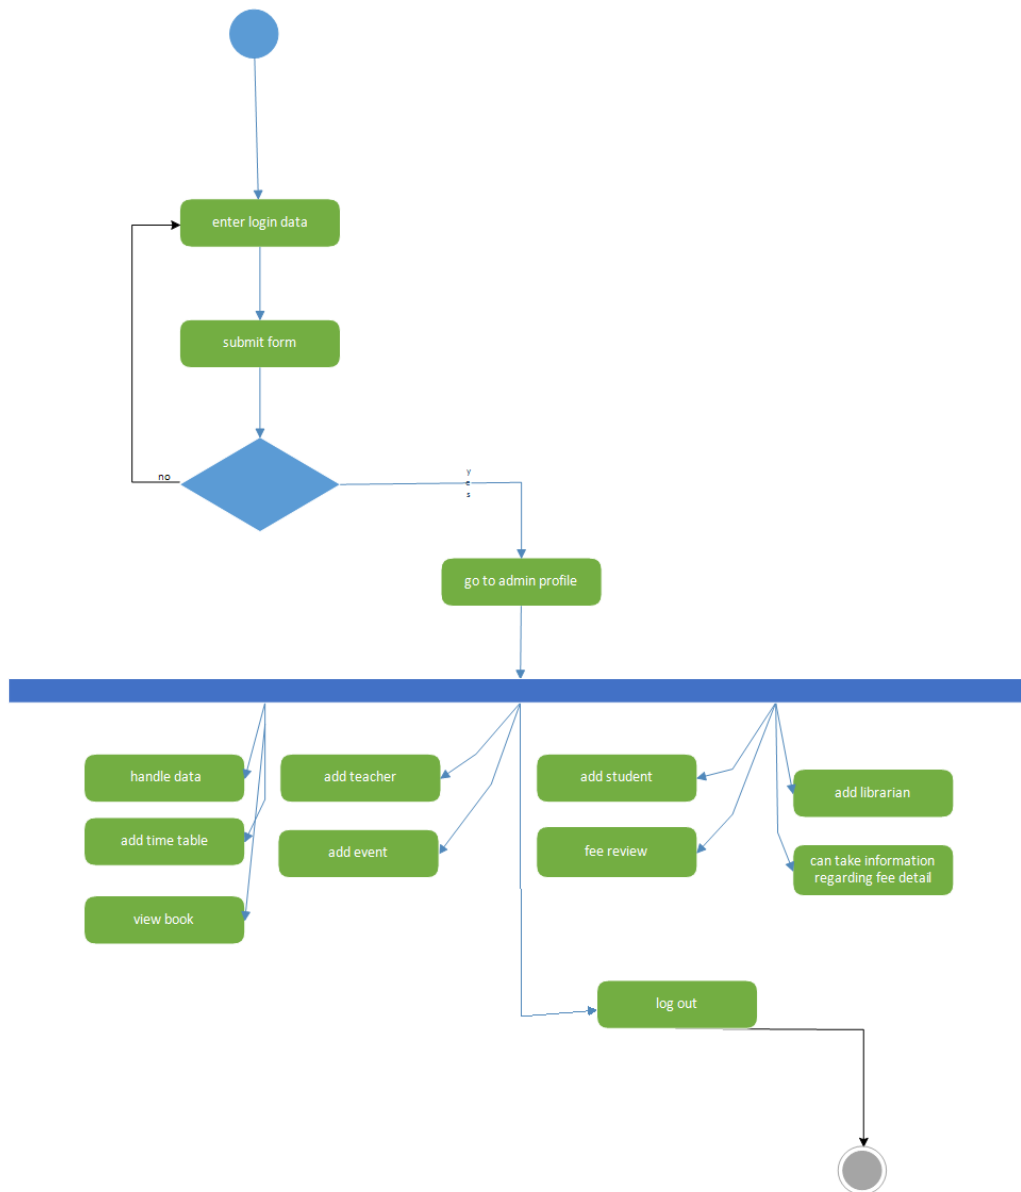 enter login data
submit form
no
yes
go to admin profile
handle data
add teacher
add student
add librarian
add time table
add event
fee review
can take information
regarding fee detail
view book
log out